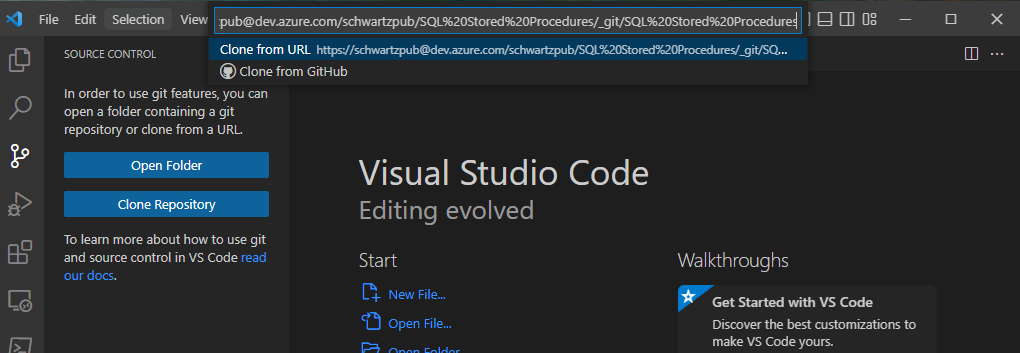 File
Edit
Selection
View
:pub@dev.azure.com/schwartzpub/SQL%20Stored%20Procedures/_git/SQL%20Stored%20Procedures
Clone from URL https://schwartzpub@dev.azure.com/schwartzpub/SQL%20Stored%20Procedures/_git/SQ...
Clone from GitHub
SOURCE CONTROL
In order to use git features, you can
open a folder containing a git
repository or clone from a URL.
Open Folder
Clone Repository
To learn more about how to use git
and source control in VS Code read
our docs.
Visual Studio Code
Editing evolved
Start
New File...
Open File...
Open Folder
Walkthroughs
Get Started with VS Code
Discover the best customizations to
make VS Code yours.